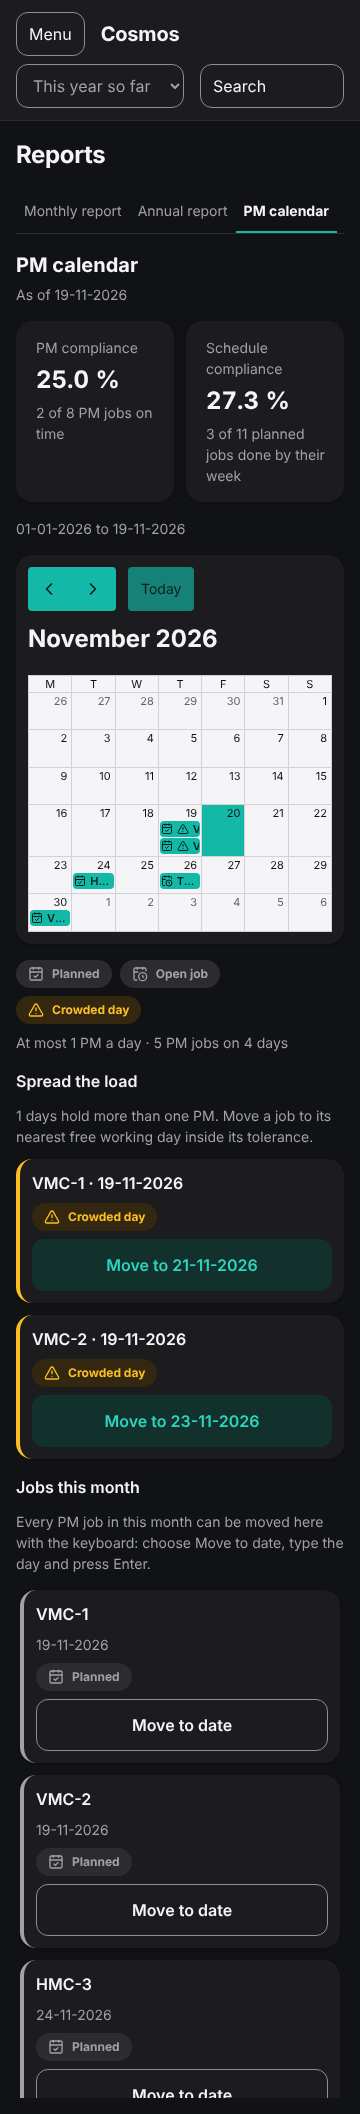 Menu
Cosmos
This year so far
Search
Reports
Monthly report
Annual report
PM calendar
PM calendar
As of 19-11-2026
PM compliance
25.0 %
2 of 8 PM jobs on
time
Schedule
compliance
27.3 %
3 of 11 planned
jobs done by their
week
01-01-2026 to 19-11-2026
Today
November 2026
M T W T F S S
26 27 28 29 30 31 1
2 3 4 5 6 7 8
9 10 11 12 13 14 15
16 17 18 19 20 21 22
23 24 25 26 27 28 29
H...
T...
30 1 2 3 4 5 6
V...
Planned
Open job
Crowded day
At most 1 PM a day · 5 PM jobs on 4 days
Spread the load
1 days hold more than one PM. Move a job to its
nearest free working day inside its tolerance.
VMC-1 · 19-11-2026
Crowded day
Move to 21-11-2026
VMC-2 · 19-11-2026
Crowded day
Move to 23-11-2026
Jobs this month
Every PM job in this month can be moved here
with the keyboard: choose Move to date, type the
day and press Enter.
VMC-1
19-11-2026
Planned
Move to date
VMC-2
19-11-2026
Planned
Move to date
HMC-3
24-11-2026
Planned
Move to date